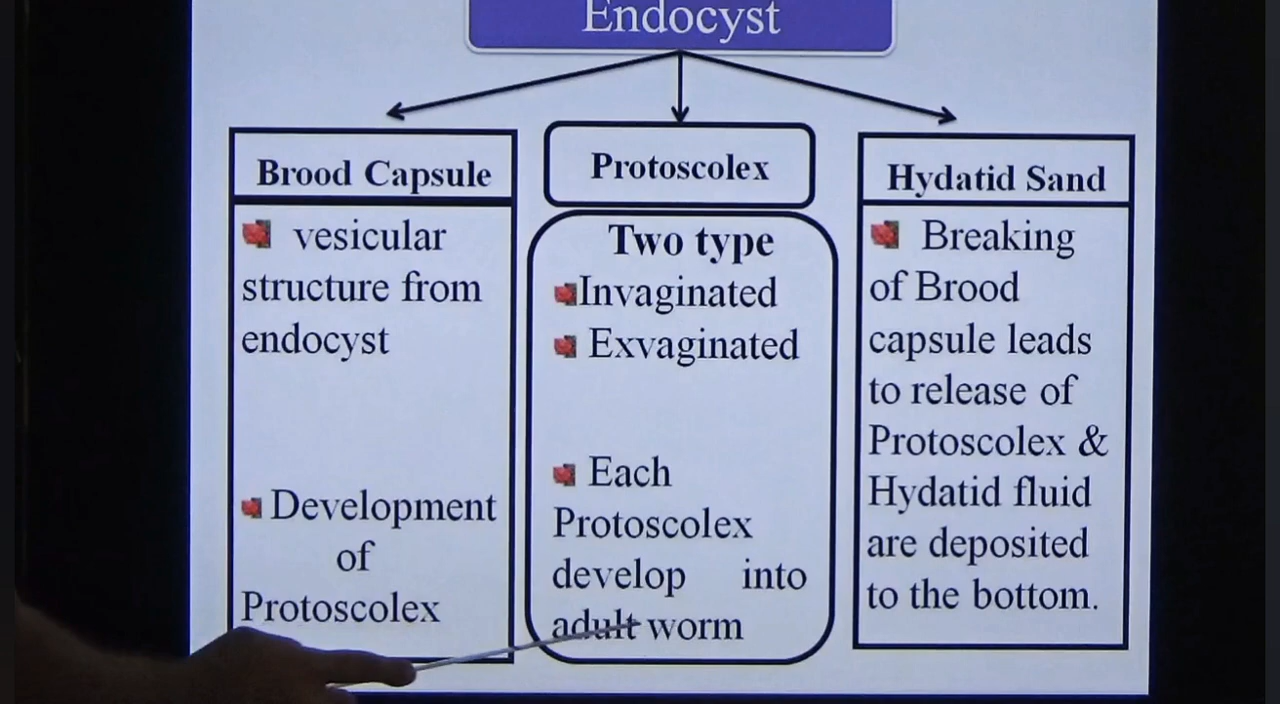 Endocyst
Brood Capsule
vesicular
structure from
endocyst
Development
of
Protoscolex
Protoscolex
Two type
Invaginated
Exvaginated
Each
Protoscolex
develop into
adult worm
Hydatid Sand
Breaking
of Brood
capsule leads
to release of
Protoscolex &
Hydatid fluid
are deposited
to the bottom.